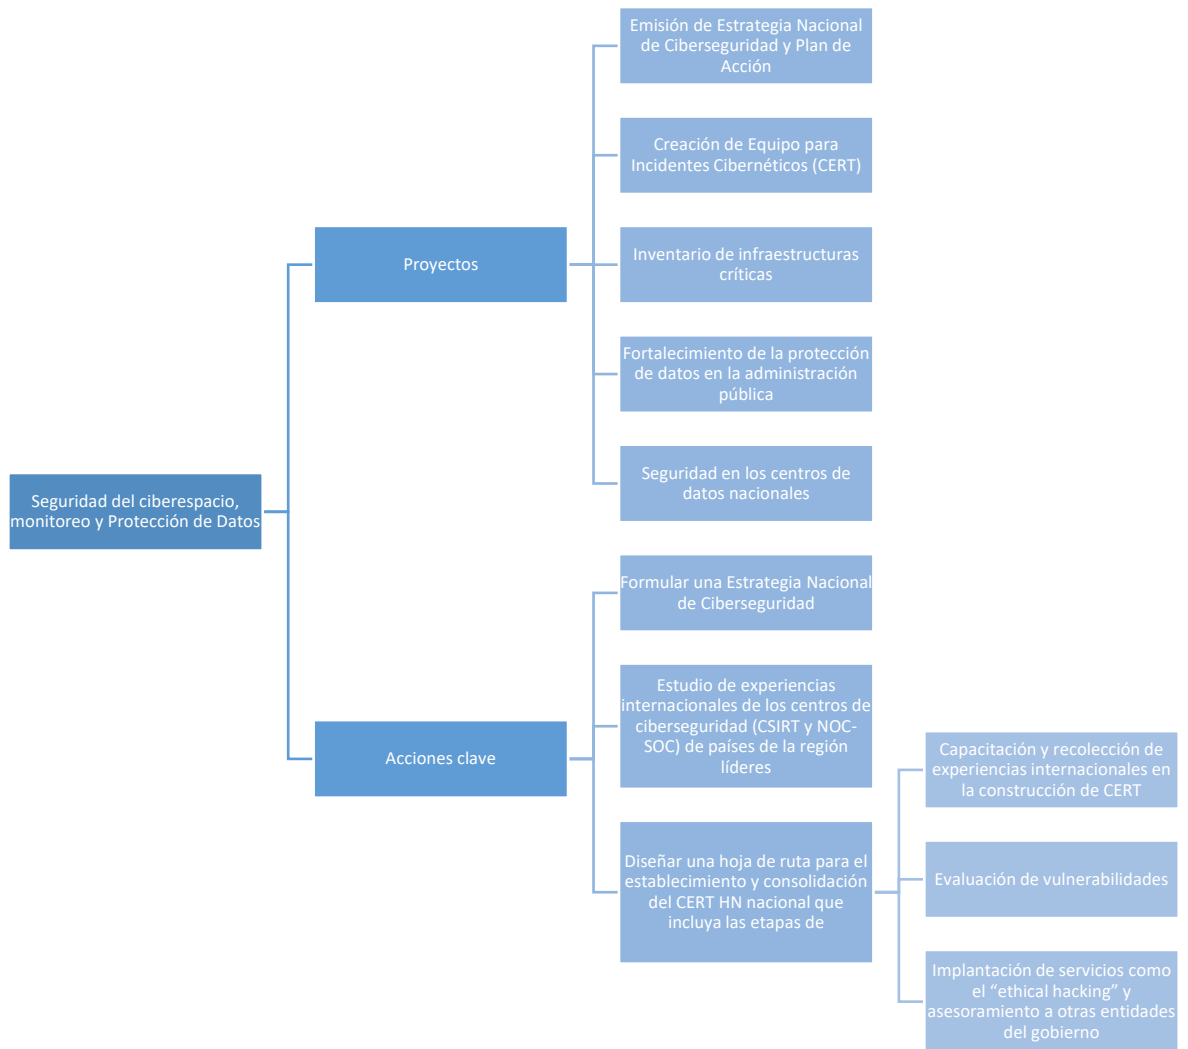 Seguridad del ciberespacio,
monitoreo y Protección de Datos
Proyectos
Emisión de Estrategia Nacional
de Ciberseguridad y Plan de
Acción
Creación de Equipo para
Incidentes Cibernéticos (CERT)
Inventario de infraestructuras
críticas
Fortalecimiento de la protección
de datos en la administración
pública
Seguridad en los centros de
datos nacionales
Acciones clave
Formular una Estrategia Nacional
de Ciberseguridad
Estudio de experiencias
internacionales de los centros de
ciberseguridad (CSIRT y NOC-
SOC) de países de la región
líderes
Diseñar una hoja de ruta para el
establecimiento y consolidación
del CERT HN nacional que
incluya las etapas de
Capacitación y recolección de
experiencias internacionales en
la construcción de CERT
Evaluación de vulnerabilidades
Implantación de servicios como
el “ethical hacking” y
asesoramiento a otras entidades
del gobierno